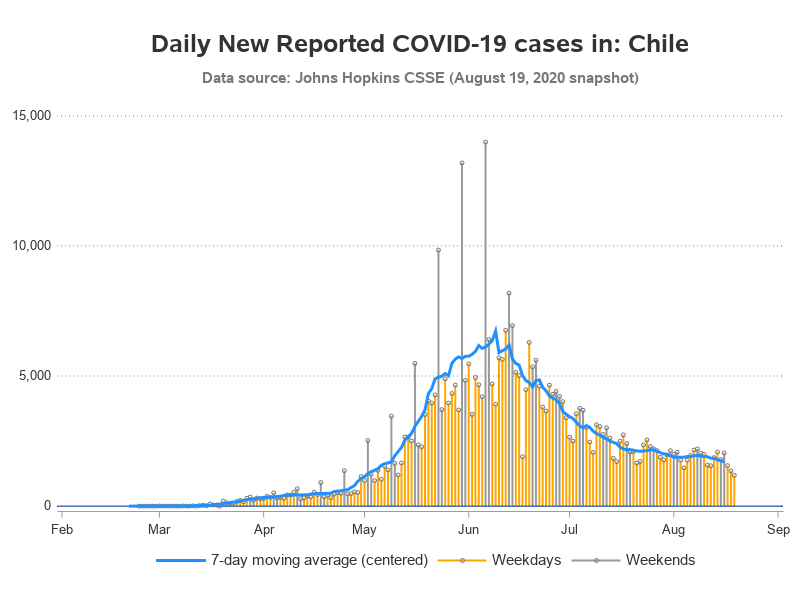 Daily New Reported COVID-19 cases in: Chile
Data source: Johns Hopkins CSSE (August 19, 2020 snapshot)
15,000
10,000
5,000
0
Feb Mar Apr May Jun Jul Aug Sep
7-day moving average (centered) Weekdays Weekends